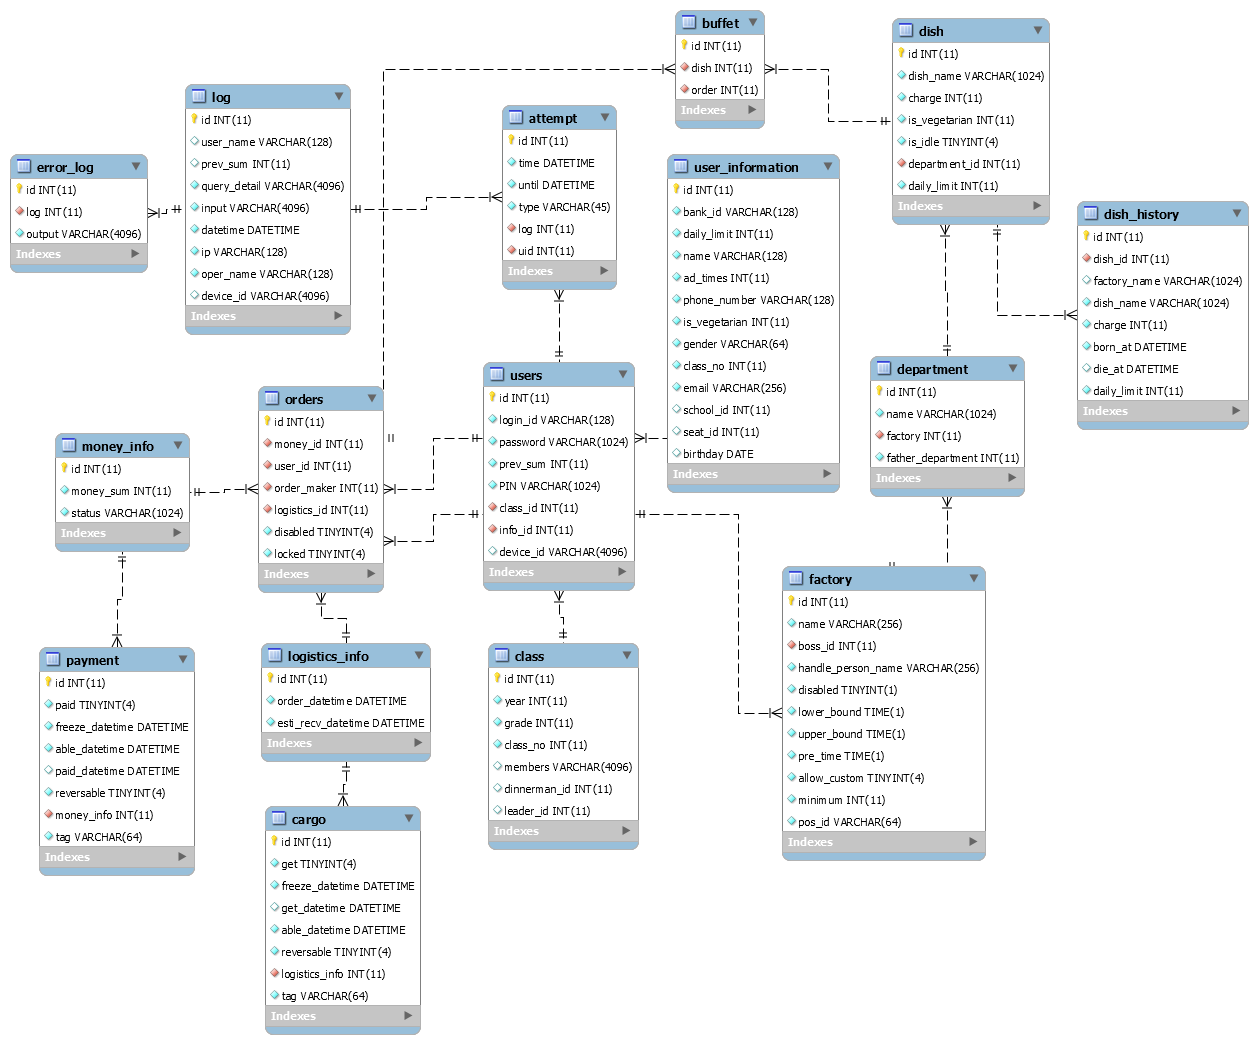 buffet
id INT(11)
dish INT(11)
order INT(11)
Indexes
dish
id INT(11)
dish_name VARCHAR(1024)
charge INT(11)
is_vegetarian INT(11)
is_idle TINYINT(4)
department_id INT(11)
daily_limit INT(11)
Indexes
log
id INT(11)
user_name VARCHAR(128)
prev_sum INT(11)
query_detail VARCHAR(4096)
input VARCHAR(4096)
datetime DATETIME
ip VARCHAR(128)
oper_name VARCHAR(128)
device_id VARCHAR(4096)
Indexes
attempt
id INT(11)
time DATETIME
until DATETIME
type VARCHAR(45)
log INT(11)
uid INT(11)
Indexes
error_log
id INT(11)
log INT(11)
output VARCHAR(4096)
Indexes
user_information
id INT(11)
bank_id VARCHAR(128)
daily_limit INT(11)
name VARCHAR(128)
ad_times INT(11)
phone_number VARCHAR(128)
is_vegetarian INT(11)
gender VARCHAR(64)
class_no INT(11)
email VARCHAR(256)
school_id INT(11)
seat_id INT(11)
birthday DATE
Indexes
dish_history
id INT(11)
dish_id INT(11)
factory_name VARCHAR(1024)
dish_name VARCHAR(1024)
charge INT(11)
born_at DATETIME
die_at DATETIME
daily_limit INT(11)
Indexes
department
id INT(11)
name VARCHAR(1024)
factory INT(11)
father_department INT(11)
Indexes
users
id INT(11)
login_id VARCHAR(128)
password VARCHAR(1024)
prev_sum INT(11)
PIN VARCHAR(1024)
class_id INT(11)
info_id INT(11)
device_id VARCHAR(4096)
Indexes
orders
id INT(11)
money_id INT(11)
user_id INT(11)
order_maker INT(11)
logistics_id INT(11)
disabled TINYINT(4)
locked TINYINT(4)
Indexes
money_info
id INT(11)
money_sum INT(11)
status VARCHAR(1024)
Indexes
factory
id INT(11)
name VARCHAR(256)
boss_id INT(11)
handle_person_name VARCHAR(256)
disabled TINYINT(1)
lower_bound TIME(1)
upper_bound TIME(1)
pre_time TIME(1)
allow_custom TINYINT(4)
minimum INT(11)
pos_id VARCHAR(64)
Indexes
payment
id INT(11)
paid TINYINT(4)
freeze_datetime DATETIME
able_datetime DATETIME
paid_datetime DATETIME
reversable TINYINT(4)
money_info INT(11)
tag VARCHAR(64)
Indexes
logistics_info
id INT(11)
order_datetime DATETIME
esti_recv_datetime DATETIME
Indexes
class
id INT(11)
year INT(11)
grade INT(11)
class_no INT(11)
members VARCHAR(4096)
dinnerman_id INT(11)
leader_id INT(11)
Indexes
cargo
id INT(11)
get TINYINT(4)
freeze_datetime DATETIME
get_datetime DATETIME
able_datetime DATETIME
reversable TINYINT(4)
logistics_info INT(11)
tag VARCHAR(64)
Indexes